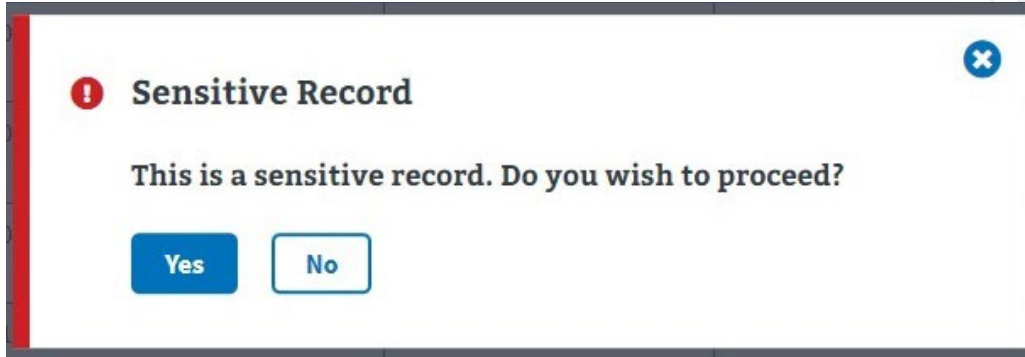 Sensitive Record
This is a sensitive record. Do you wish to proceed?
Yes No